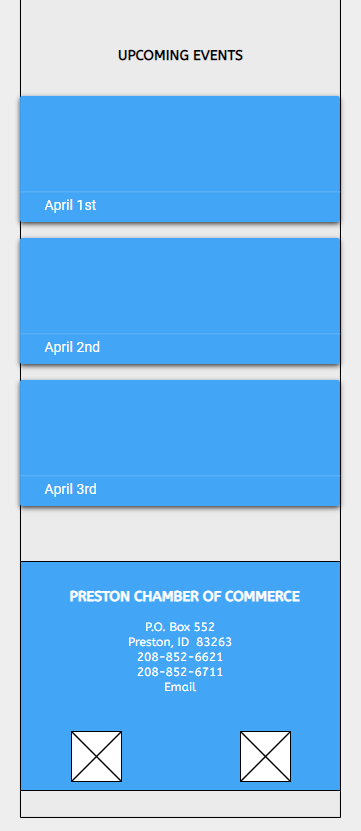 UPCOMING EVENTS
April 1st
April 2nd
April 3rd
PRESTON CHAMBER OF COMMERCE
P.O. Box 552
Preston, ID  83263
208-852-6621
208-852-6711
Email